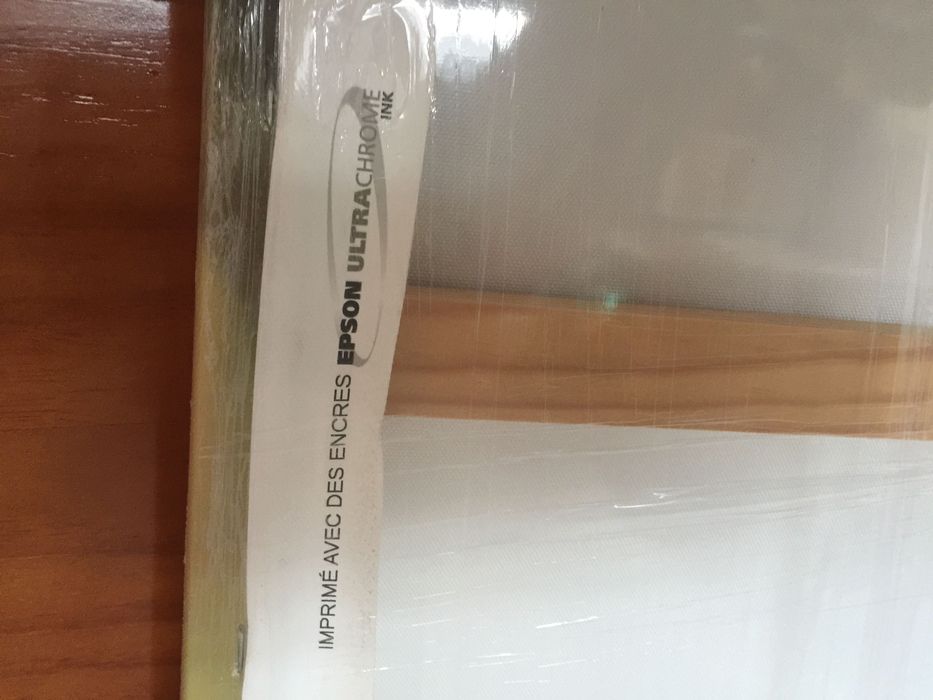 IMPRIMÉ AVEC DES ENCRES EPSON ULTRACHROME
INK